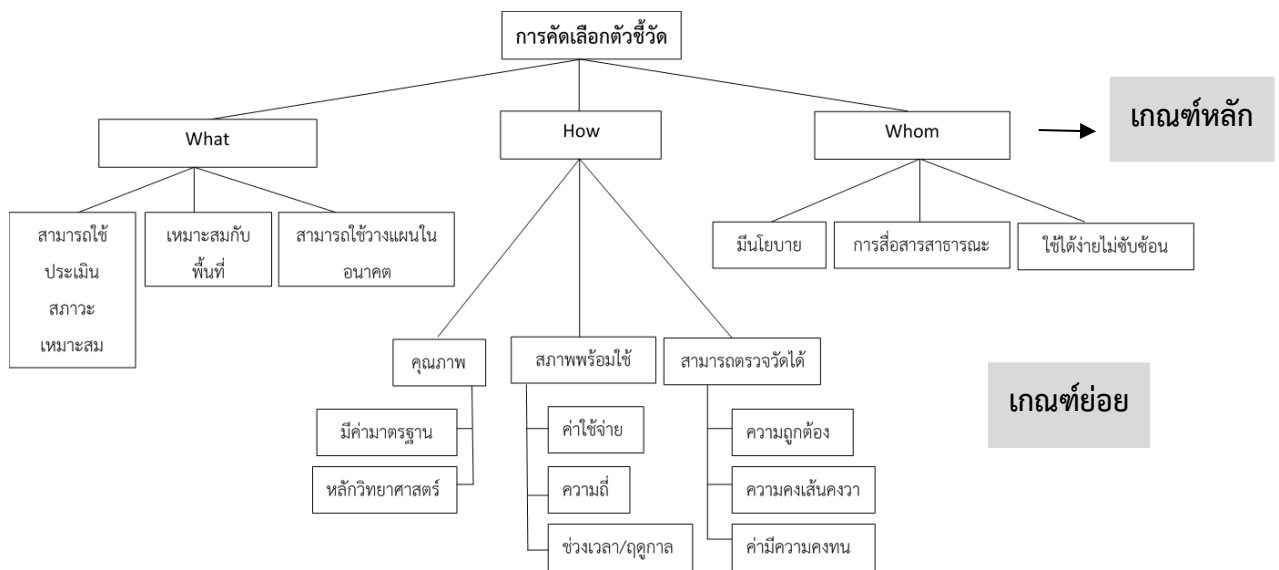 การคัดเลือกตัวชี้วัด
What
How
Whom
เกณฑ์หลัก
สามารถใช้
ประเมิน
สภาวะ
เหมาะสม
เหมาะสมกับ
พื้นที่
สามารถใช้วางแผนใน
อนาคต
มีนโยบาย
การสื่อสารสาธารณะ
ใช้ได้ง่ายไม่ซับซ้อน
คุณภาพ
สภาพพร้อมใช้
สามารถตรวจวัดได้
เกณฑ์ย่อย
มีค่ามาตรฐาน
ค่าใช้จ่าย
ความถูกต้อง
หลักวิทยาศาสตร์
ความถี่
ความคงเส้นคงวา
ช่วงเวลา/ฤดูกาล
ค่ามีความคงทน